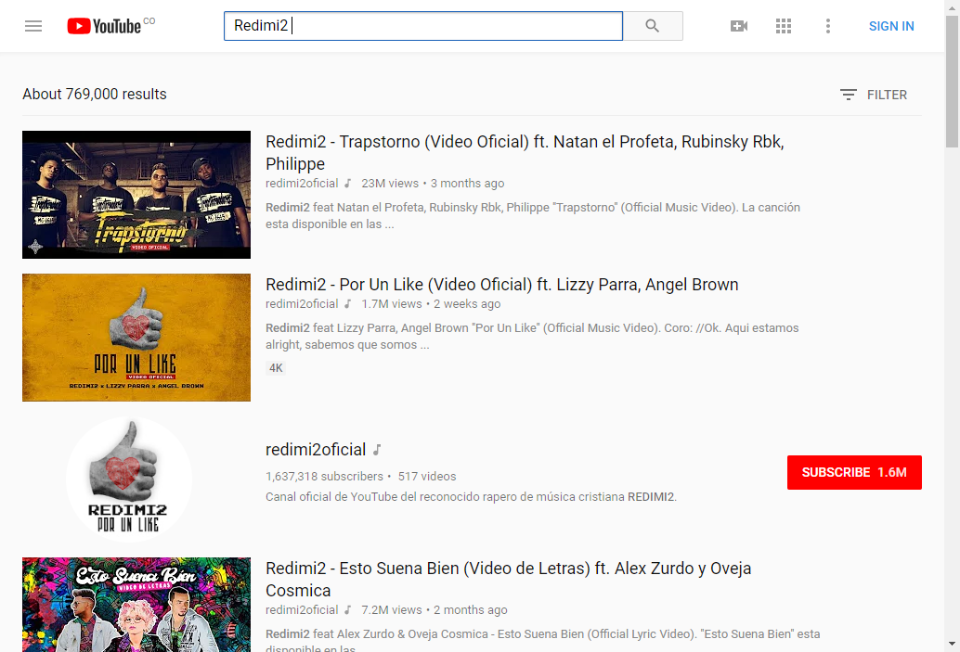 YouTube CO
Redimi2
SIGN IN
About 769,000 results
FILTER
Trapstorno
VIDEO OFICIAL
Redimi2 - Trapstorno (Video Oficial) ft. Natan el Profeta, Rubinsky Rbk,
Philippe
redimi2oficial 23M views • 3 months ago
Redimi2 feat Natan el Profeta, Rubinsky Rbk, Philippe "Trapstorno" (Official Music Video). La canción
esta disponible en las ...
POR UN LIKE
VIDEO OFICIAL
REDIMI2 x LIZZY PARRA x ANGEL BROWN
Redimi2 - Por Un Like (Video Oficial) ft. Lizzy Parra, Angel Brown
redimi2oficial 1.7M views • 2 weeks ago
Redimi2 feat Lizzy Parra, Angel Brown "Por Un Like" (Official Music Video). Coro: //Ok. Aqui estamos
alright, sabemos que somos ...
4K
REDIMI2
POR UN LIKE
redimi2oficial
1,637,318 subscribers • 517 videos
Canal oficial de YouTube del reconocido rapero de música cristiana REDIMI2.
SUBSCRIBE 1.6M
Esto Suena Bien
VIDEO DE LETRAS
Redimi2 - Esto Suena Bien (Video de Letras) ft. Alex Zurdo y Oveja
Cosmica
redimi2oficial 7.2M views • 2 months ago
Redimi2 feat Alex Zurdo & Oveja Cosmica - Esto Suena Bien (Official Lyric Video). "Esto Suena Bien" esta
disponible en las